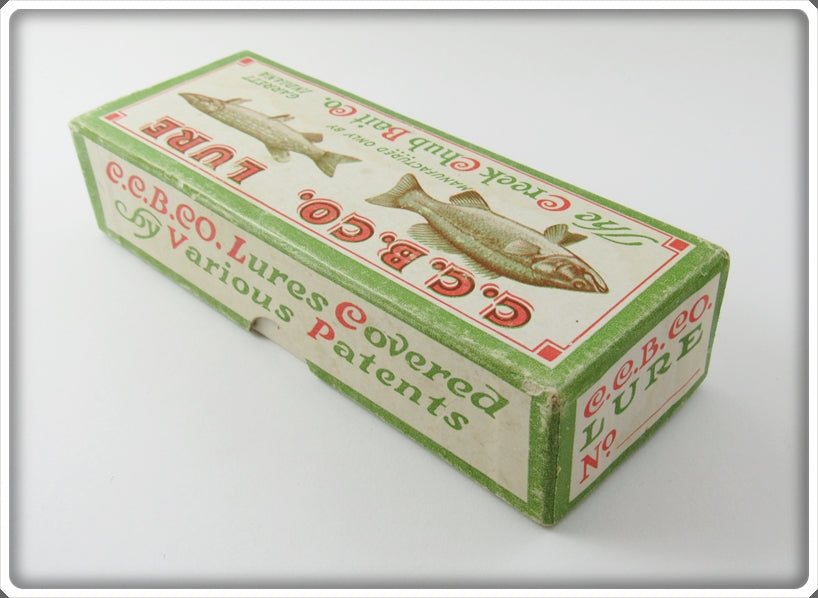 The Creek Chub Bait Co.
GARRETT
INDIANA
MANUFACTURED ONLY BY
C.C.B.CO. LURE
C.C.B.CO. Lures Covered
by Various Patents
C.C.B.CO.
LURE
No